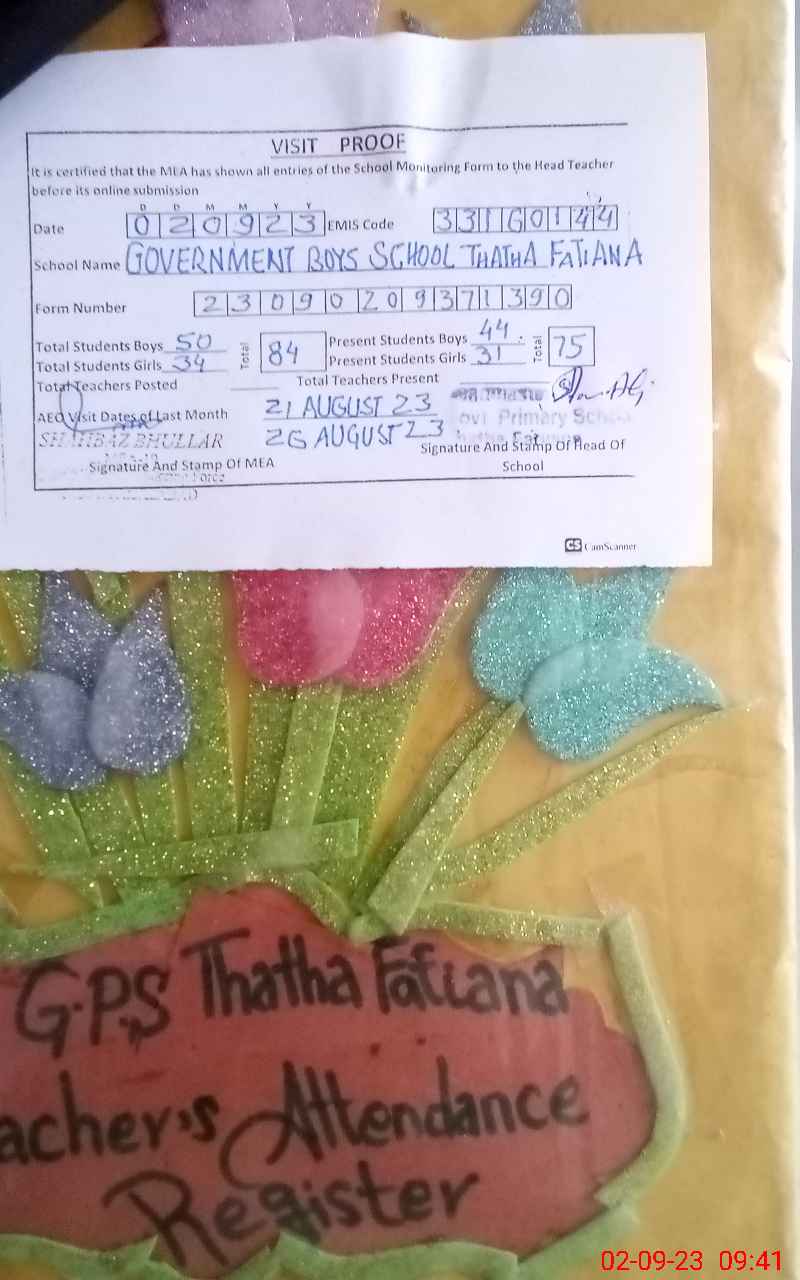 VISIT PROOF
It is certified that the MEA has shown all entries of the School Monitoring Form to the Head Teacher
before its online submission
D D M M Y Y
Date 020923 EMIS Code 33160144
School Name GOVERNMENT BOYS SCHOOL THATHA FATIANA
Form Number 23090209371390
Total Students Boys 50 Total 84 Present Students Boys 44 Total 75
Total Students Girls 34 Present Students Girls 31
Total Teachers Posted Total Teachers Present
AEO Visit Dates of Last Month 21 AUGUST 23
26 AUGUST 23
ovt Primary School
SHAHBAZ BHULLAR
Signature And Stamp Of MEA
Signature And Stamp Of Head Of
School
CS CamScanner
G.P.S Thatha Fatiana
acher's Attendance
Register
02-09-23 09:41